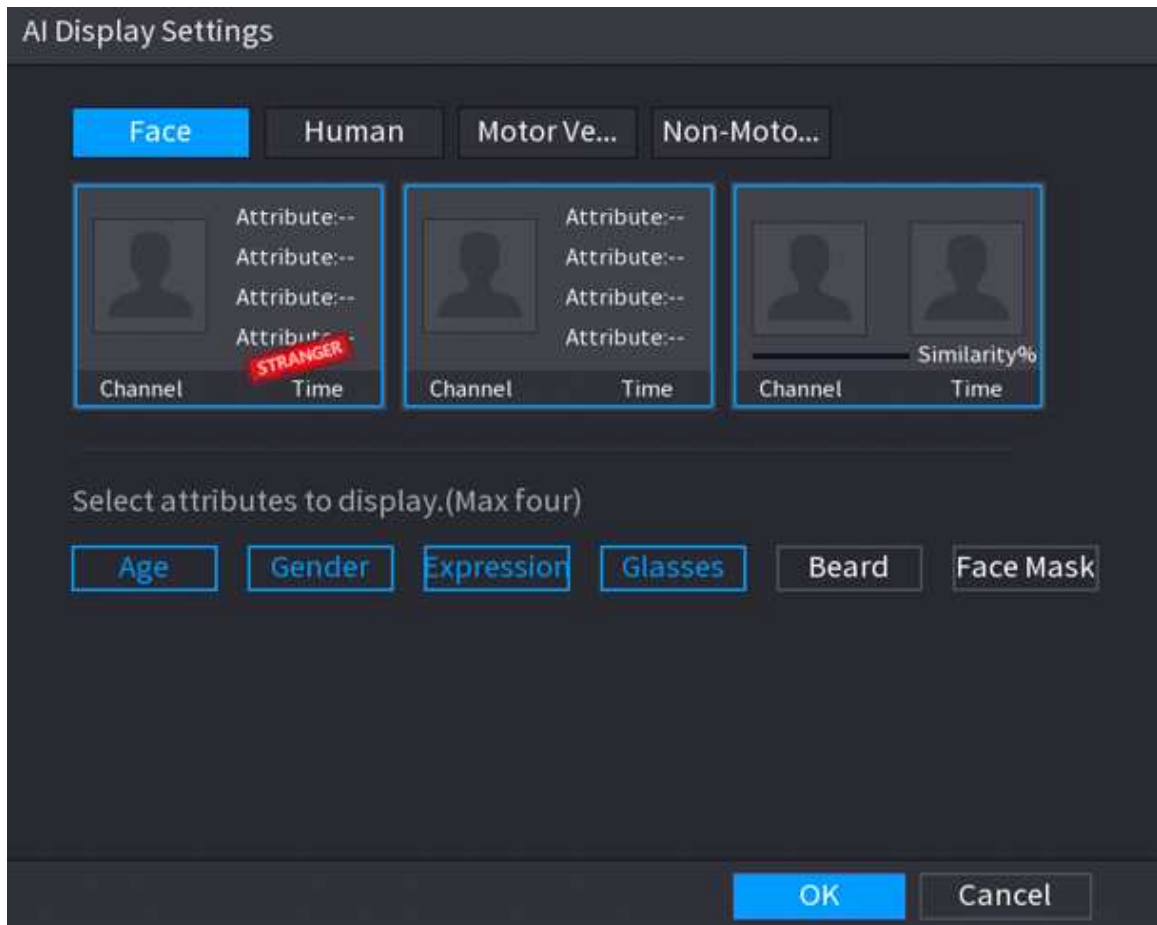 AI Display Settings
Face Human Motor Ve... Non-Moto...
Attribute:-- Attribute:--
Attribute:-- Attribute:--
Attribute:-- Attribute:--
Attribute:-- Attribute:--
STRANGER Similarity%
Channel Time Channel Time Channel Time
Select attributes to display.(Max four)
Age Gender Expression Glasses Beard Face Mask
OK Cancel